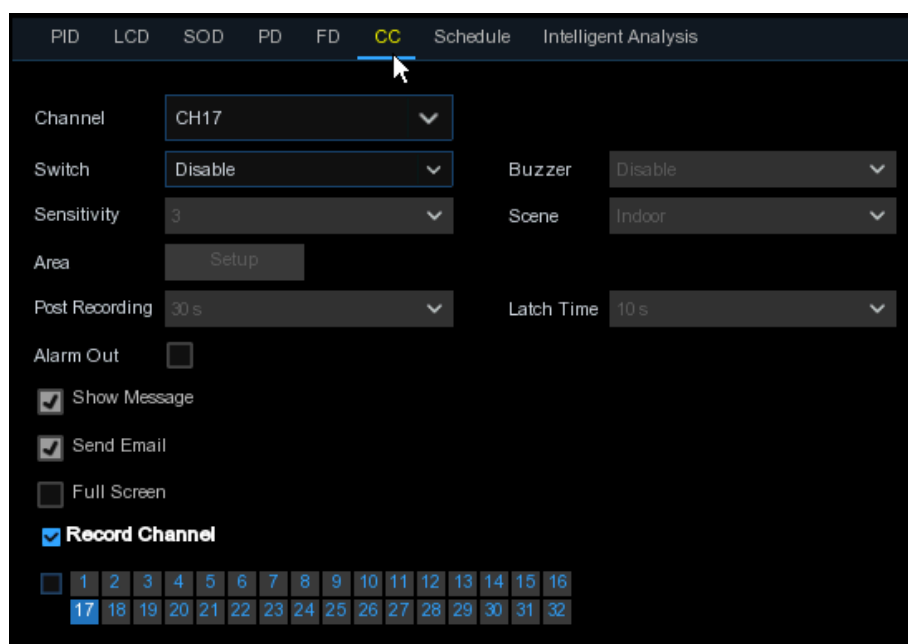 PID LCD SOD PD FD CC Schedule Intelligent Analysis
Channel CH17
Switch Disable Buzzer Disable
Sensitivity 3 Scene Indoor
Area Setup
Post Recording 30 s Latch Time 10 s
Alarm Out
Show Message
Send Email
Full Screen
Record Channel
1 2 3 4 5 6 7 8 9 10 11 12 13 14 15 16
17 18 19 20 21 22 23 24 25 26 27 28 29 30 31 32